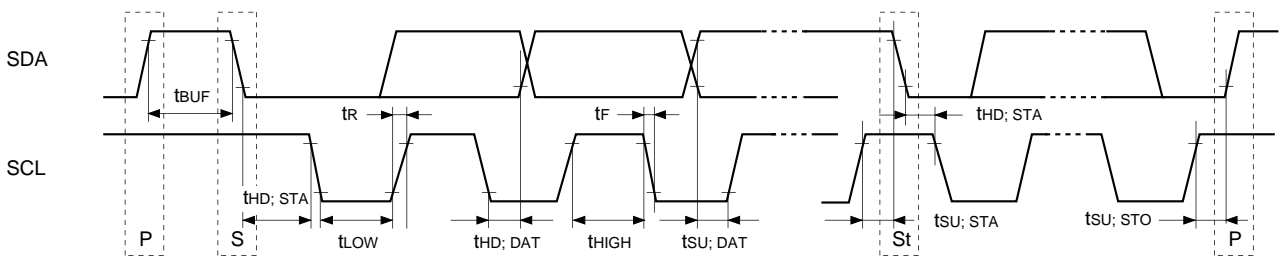 SDA
tBUF
tR
tF
tHD; STA
SCL
tHD; STA
tSU; STA
tSU; STO
tLOW
tHD; DAT
tHIGH
tSU; DAT
P
S
St
P